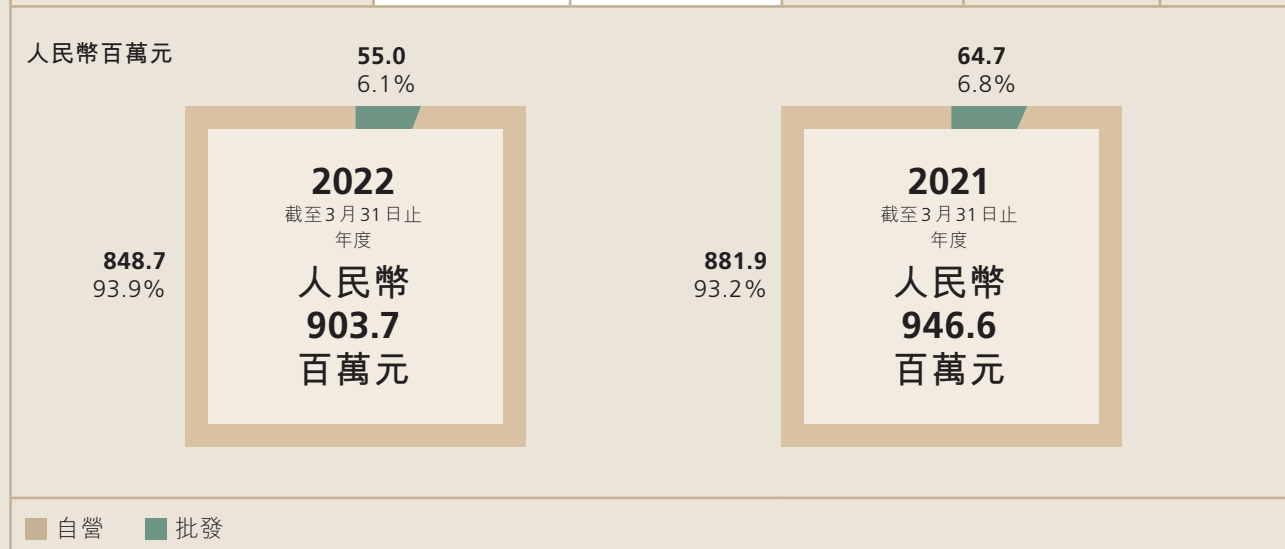 人民幣百萬元
55.0
6.1%
848.7
93.9%
2022
截至3月31日止
年度
人民幣
903.7
百萬元
64.7
6.8%
881.9
93.2%
2021
截至3月31日止
年度
人民幣
946.6
百萬元
自營
批發